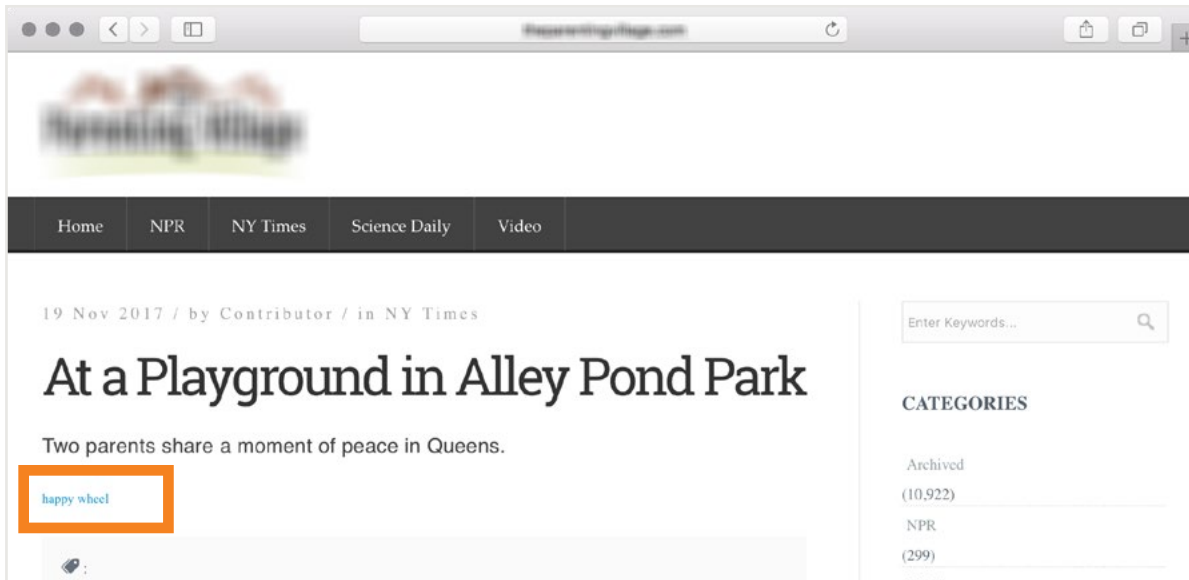 Home NPR NY Times Science Daily Video
19 Nov 2017 / by Contributor / in NY Times
At a Playground in Alley Pond Park
Two parents share a moment of peace in Queens.
happy wheel
:
Enter Keywords...
CATEGORIES
Archived
(10,922)
NPR
(299)